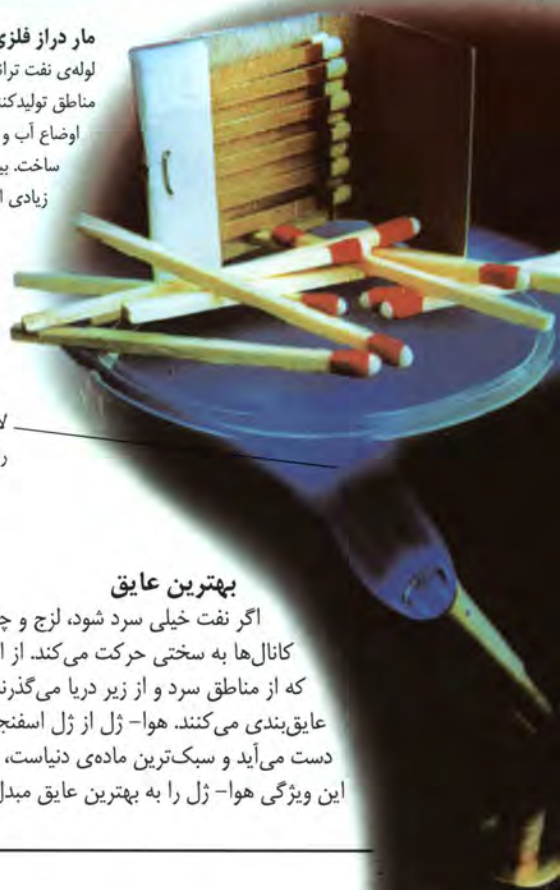 مار دراز فلزی
لوله‌ی نفت
مناطق تولیدکنن
اوضاع آب و
ساخت.
زیادی
بهترین عایق
اگر نفت خیلی سرد شود، لزج و چ
کانال‌ها به سختی حرکت می‌کند. از ا
که از مناطق سرد و از زیر دریا می‌گذرن
عایق‌بندی می‌کنند. هوا- ژل از ژل اسفنج
دست می‌آید و سبک‌ترین ماده‌ی دنیاست،
این ویژگی هوا- ژل را به بهترین عایق مبدل